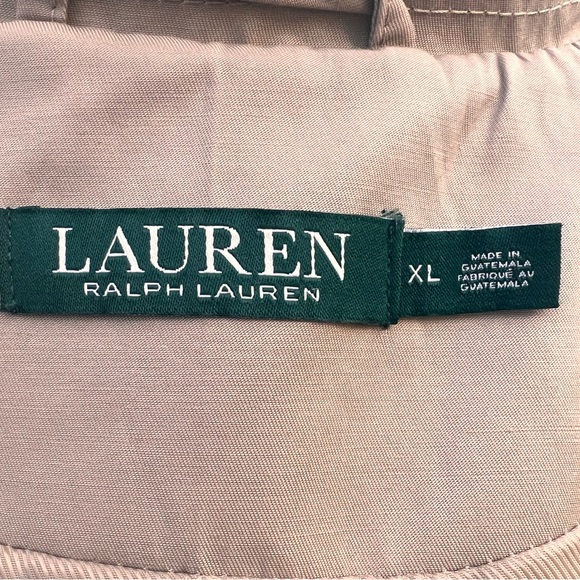 LAUREN
RALPH LAUREN
XL
MADE IN
GUATEMALA
FABRIQUÉ AU
GUATEMALA